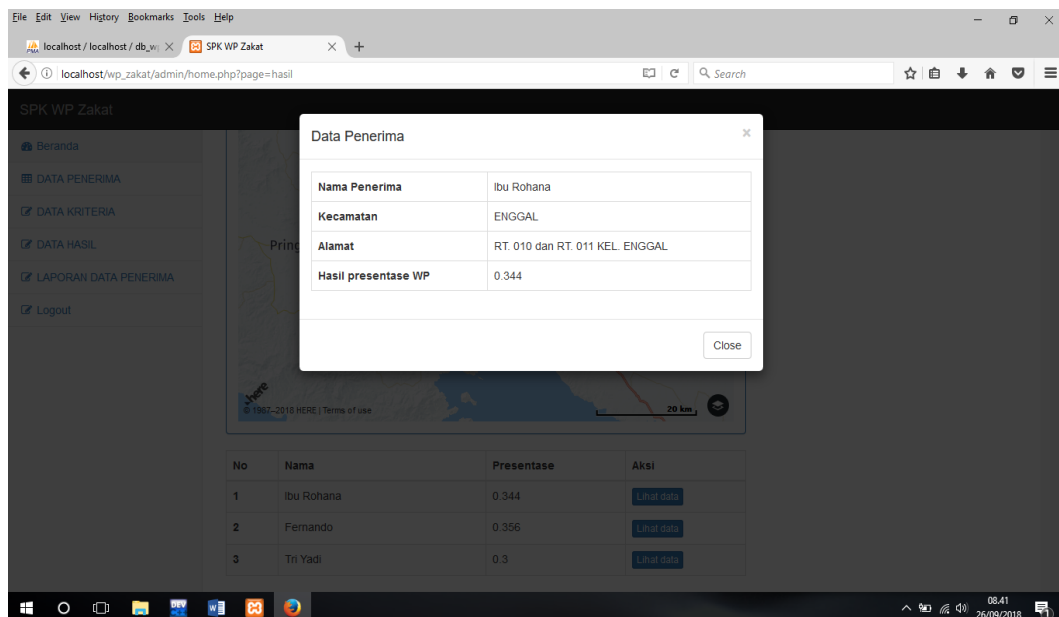 File Edit View History Bookmarks Tools Help
localhost / localhost / db_w
SPK WP Zakat
localhost/wp_zakat/admin/home.php?page=hasil
Search
SPK WP Zakat
Beranda
DATA PENERIMA
DATA KRITERIA
DATA HASIL
LAPORAN DATA PENERIMA
Logout
Pring
Data Penerima ×
Nama Penerima Ibu Rohana
Kecamatan ENGGAL
Alamat RT. 010 dan RT. 011 KEL. ENGGAL
Hasil presentase WP 0.344
Close
here
© 1987–2018 HERE | Terms of use
20 km
No Nama Presentase Aksi
1 Ibu Rohana 0.344 Lihat data
2 Fernando 0.356 Lihat data
3 Tri Yadi 0.3 Lihat data
08.41
26/09/2018